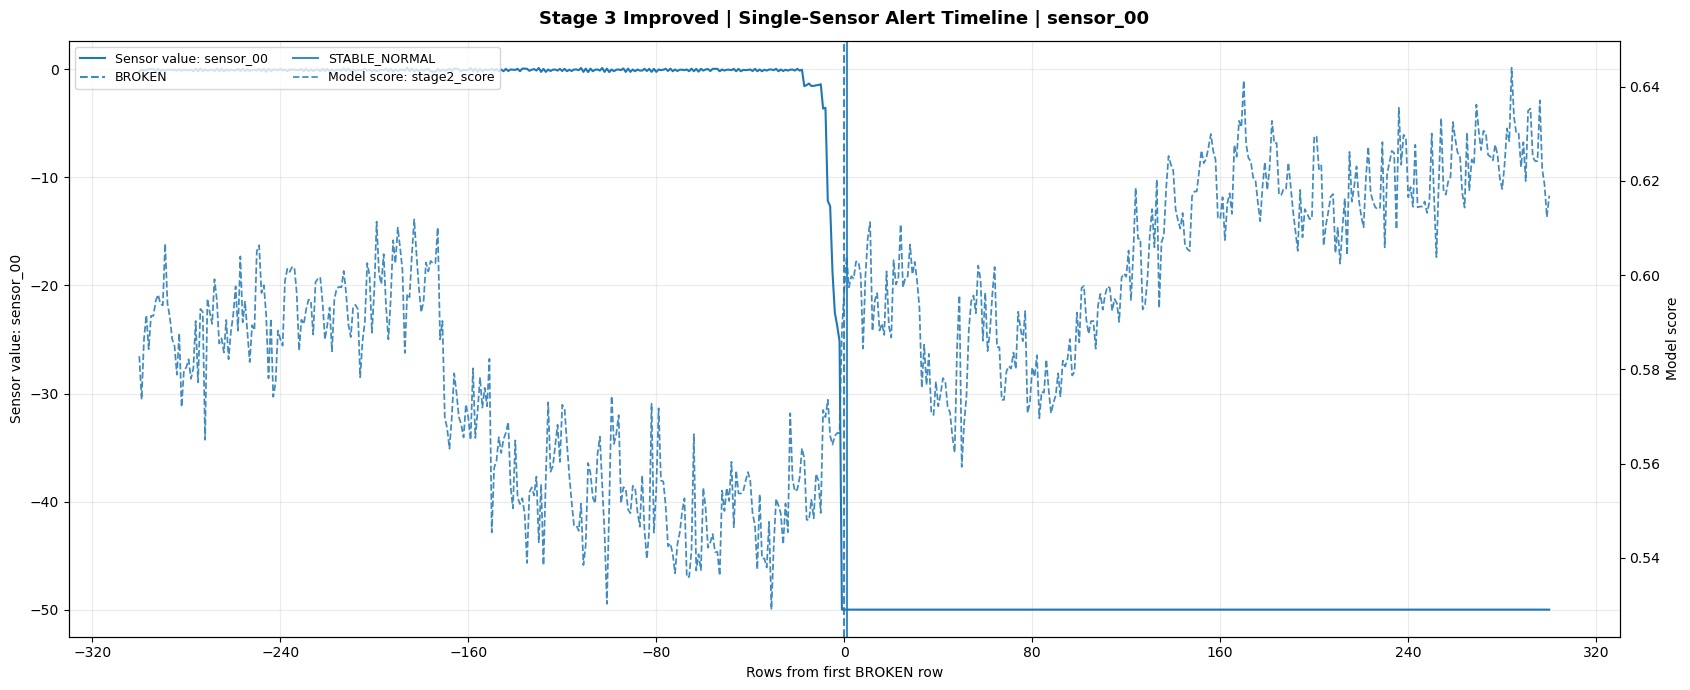 Stage 3 Improved | Single-Sensor Alert Timeline | sensor_00
Sensor value: sensor_00
BROKEN
STABLE_NORMAL
Model score: stage2_score
0
−10
−20
−30
−40
−50
Sensor value: sensor_00
0.64
0.62
0.60
0.58
0.56
0.54
Model score
−320
−240
−160
−80
0
80
160
240
320
Rows from first BROKEN row